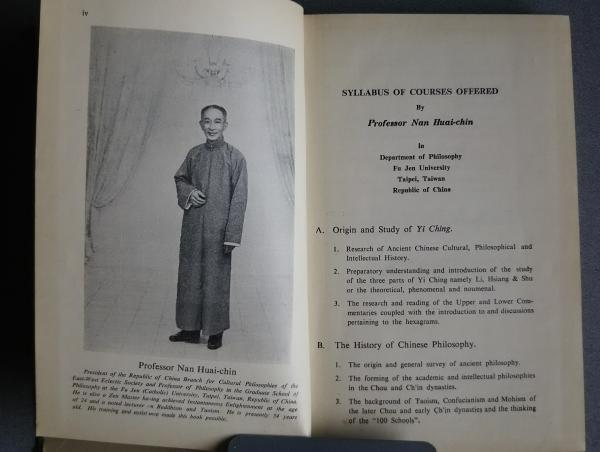 iv
Professor Nan Huai-chin
President of the Republic of China Branch for Cultural Philosophies of the
East-West Eclectic Society and Professor of Philosophy in the Graduate School of
Philosophy at the Fu Jen (Catholic) University, Taipei, Taiwan, Republic of China.
He is also a Zen Master having achieved Instantaneous Enlightenment at the age
of 24 and a noted lecturer on Buddhism and Taoism. He is presently 54 years
old. His training and assistance made this book possible.
SYLLABUS OF COURSES OFFERED
By
Professor Nan Huai-chin
In
Department of Philosophy
Fu Jen University
Taipei, Taiwan
Republic of China
A. Origin and Study of Yi Ching.
1. Research of Ancient Chinese Cultural, Philosophical and
Intellectual History.
2. Preparatory understanding and introduction of the study
of the three parts of Yi Ching namely Li, Hsiang & Shu
or the theoretical, phenomenal and noumenal.
3. The research and reading of the Upper and Lower Com-
mentaries coupled with the introduction to and discussions
pertaining to the hexagrams.
B. The History of Chinese Philosophy.
1. The origin and general survey of ancient philosophy.
2. The forming of the academic and intellectual philosophies
in the Chou and Ch'in dynasties.
3. The background of Taoism, Confucianism and Mohism of
the later Chou and early Ch'in dynasties and the thinking
of the "100 Schools".